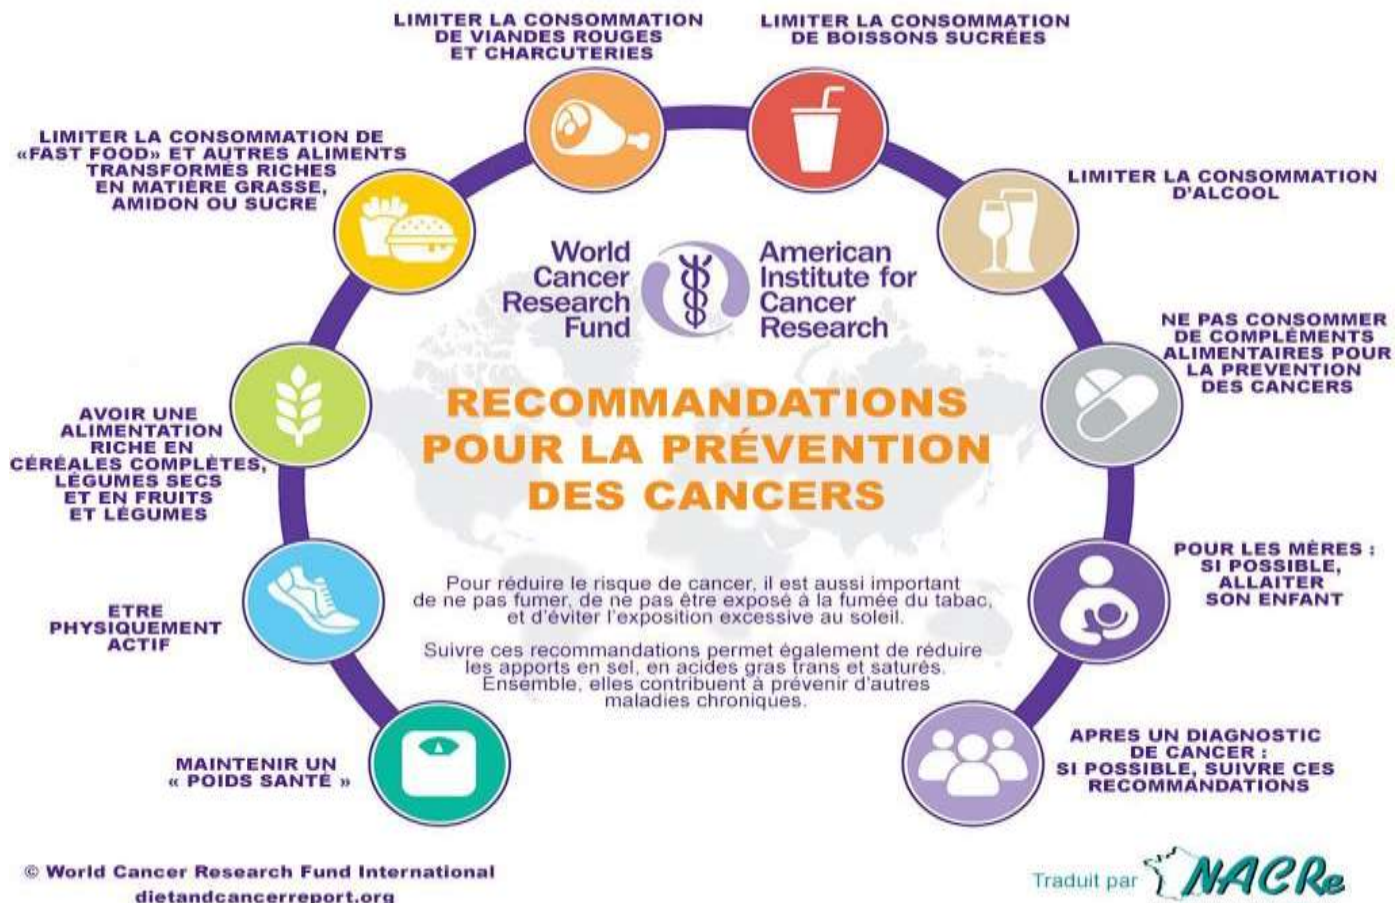 LIMITER LA CONSOMMATION
DE VIANDES ROUGES
ET CHARCUTERIES
LIMITER LA CONSOMMATION
DE BOISSONS SUCRÉES
LIMITER LA CONSOMMATION DE
«FAST FOOD» ET AUTRES ALIMENTS
TRANSFORMÉS RICHES
EN MATIÈRE GRASSE,
AMIDON OU SUCRE
LIMITER LA CONSOMMATION
D'ALCOOL
World
Cancer
Research
Fund
American
Institute for
Cancer
Research
NE PAS CONSOMMER
DE COMPLÉMENTS
ALIMENTAIRES POUR
LA PREVENTION
DES CANCERS
RECOMMANDATIONS
POUR LA PRÉVENTION
DES CANCERS
AVOIR UNE
ALIMENTATION
RICHE EN
CÉRÉALES COMPLÈTES,
LÉGUMES SECS
ET EN FRUITS
ET LÉGUMES
Pour réduire le risque de cancer, il est aussi important
de ne pas fumer, de ne pas être exposé à la fumée du tabac,
et d'éviter l'exposition excessive au soleil.
Suivre ces recommandations permet également de réduire
les apports en sel, en acides gras trans et saturés.
Ensemble, elles contribuent à prévenir d'autres
maladies chroniques.
POUR LES MÈRES :
SI POSSIBLE,
ALLAITER
SON ENFANT
ETRE
PHYSIQUEMENT
ACTIF
MAINTENIR UN
« POIDS SANTÉ »
APRES UN DIAGNOSTIC
DE CANCER :
SI POSSIBLE, SUIVRE CES
RECOMMANDATIONS
© World Cancer Research Fund International
dietandcancerreport.org
Traduit par NACRe